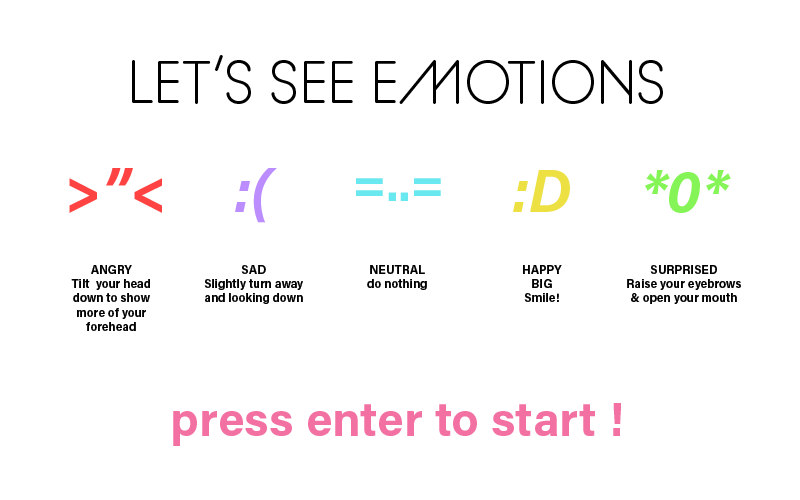 LET'S SEE EMOTIONS
>”< :( =..= :D *0*
ANGRY
Tilt  your head
down to show
more of your
forehead
SAD
Slightly turn away
and looking down
NEUTRAL
do nothing
HAPPY
BIG
Smile!
SURPRISED
Raise your eyebrows
& open your mouth
press enter to start !